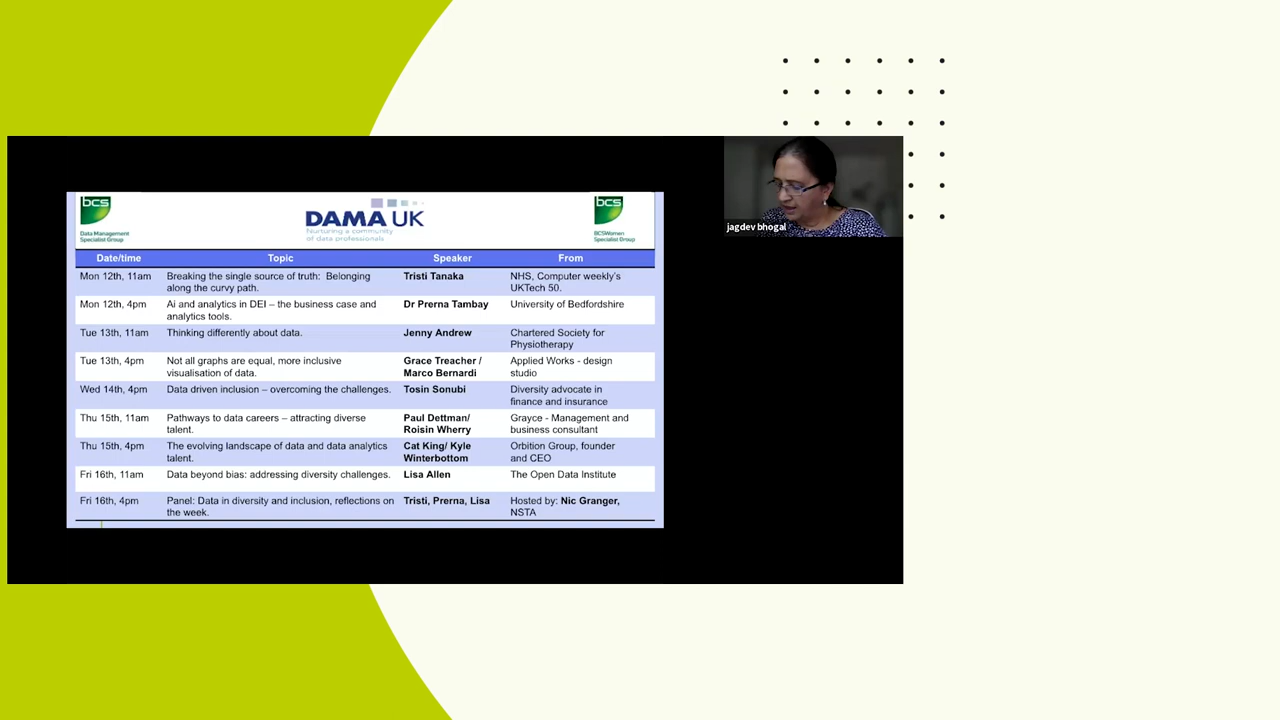 bcs
Data Management
Specialist Group
DAMA UK
Nurturing a community
of data professionals
bcs
BCSWomen
Specialist Group
jagdev bhogal
Date/time Topic Speaker From
Mon 12th, 11am Breaking the single source of truth: Belonging Tristi Tanaka NHS, Computer weekly's
along the curvy path. UKTech 50.
Mon 12th, 4pm Ai and analytics in DEI – the business case and Dr Prerna Tambay University of Bedfordshire
analytics tools.
Tue 13th, 11am Thinking differently about data. Jenny Andrew Chartered Society for
Physiotherapy
Tue 13th, 4pm Not all graphs are equal, more inclusive Grace Treacher / Applied Works - design
visualisation of data. Marco Bernardi studio
Wed 14th, 4pm Data driven inclusion – overcoming the challenges. Tosin Sonubi Diversity advocate in
finance and insurance
Thu 15th, 11am Pathways to data careers – attracting diverse Paul Dettman/ Grayce - Management and
talent. Roisin Wherry business consultant
Thu 15th, 4pm The evolving landscape of data and data analytics Cat King/ Kyle Orbition Group, founder
talent. Winterbottom and CEO
Fri 16th, 11am Data beyond bias: addressing diversity challenges. Lisa Allen The Open Data Institute
Fri 16th, 4pm Panel: Data in diversity and inclusion, reflections on Tristi, Prerna, Lisa Hosted by: Nic Granger,
the week. NSTA